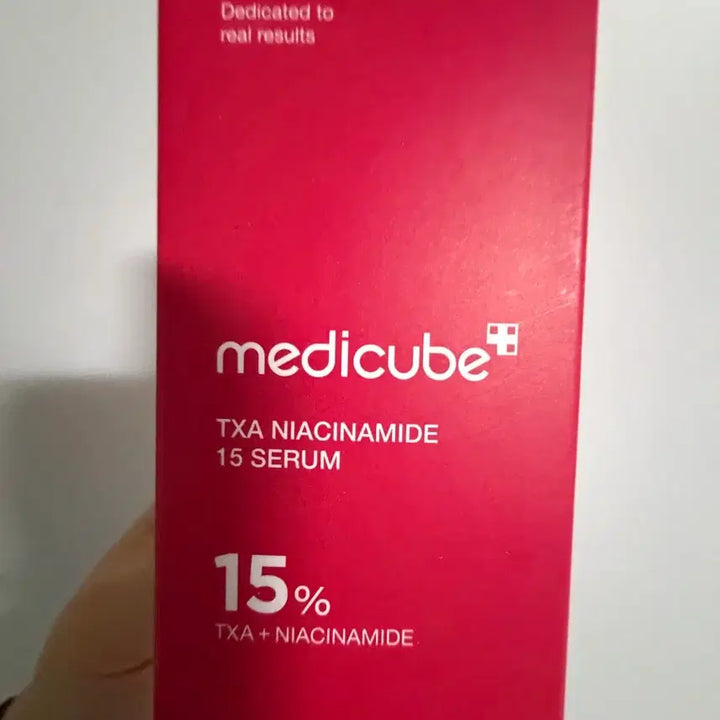 Dedicated to
real results
medicube
TXA NIACINAMIDE
15 SERUM
15%
TXA + NIACINAMIDE